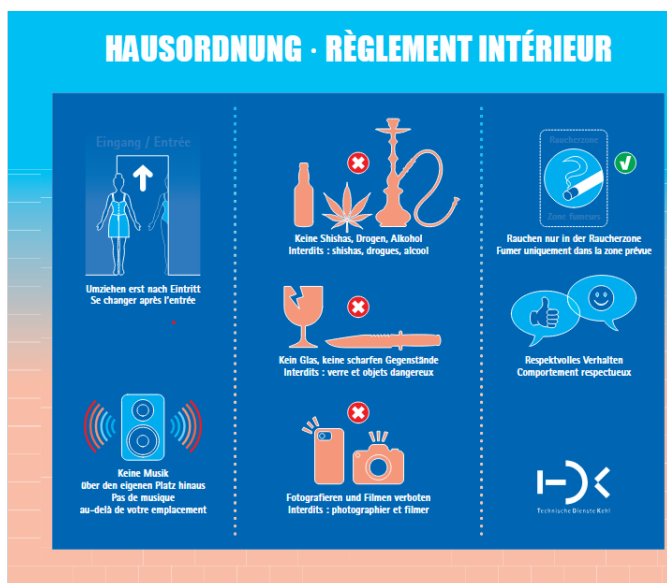 HAUSORDNUNG · RÈGLEMENT INTÉRIEUR
Eingang / Entrée
Umziehen erst nach Eintritt
Se changer après l'entrée
Keine Musik
über den eigenen Platz hinaus
Pas de musique
au-delà de votre emplacement
Keine Shishas, Drogen, Alkohol
Interdits : shishas, drogues, alcool
Kein Glas, keine scharfen Gegenstände
Interdits : verre et objets dangereux
Fotografieren und Filmen verboten
Interdits : photographier et filmer
Raucherzone
Zone fumeurs
Rauchen nur in der Raucherzone
Fumer uniquement dans la zone prévue
Respektvolles Verhalten
Comportement respectueux
Technische Dienste Kehl